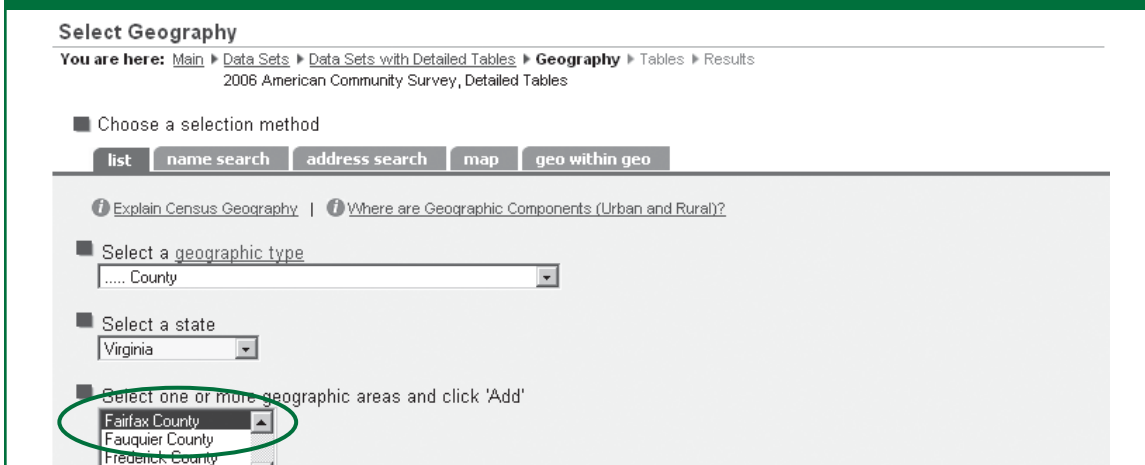 Select Geography
You are here: Main ▶ Data Sets ▶ Data Sets with Detailed Tables ▶ Geography ▶ Tables ▶ Results
2006 American Community Survey, Detailed Tables
Choose a selection method
list name search address search map geo within geo
Explain Census Geography | Where are Geographic Components (Urban and Rural)?
Select a geographic type
..... County
Select a state
Virginia
Select one or more geographic areas and click 'Add'
Fairfax County
Fauquier County
Frederick County